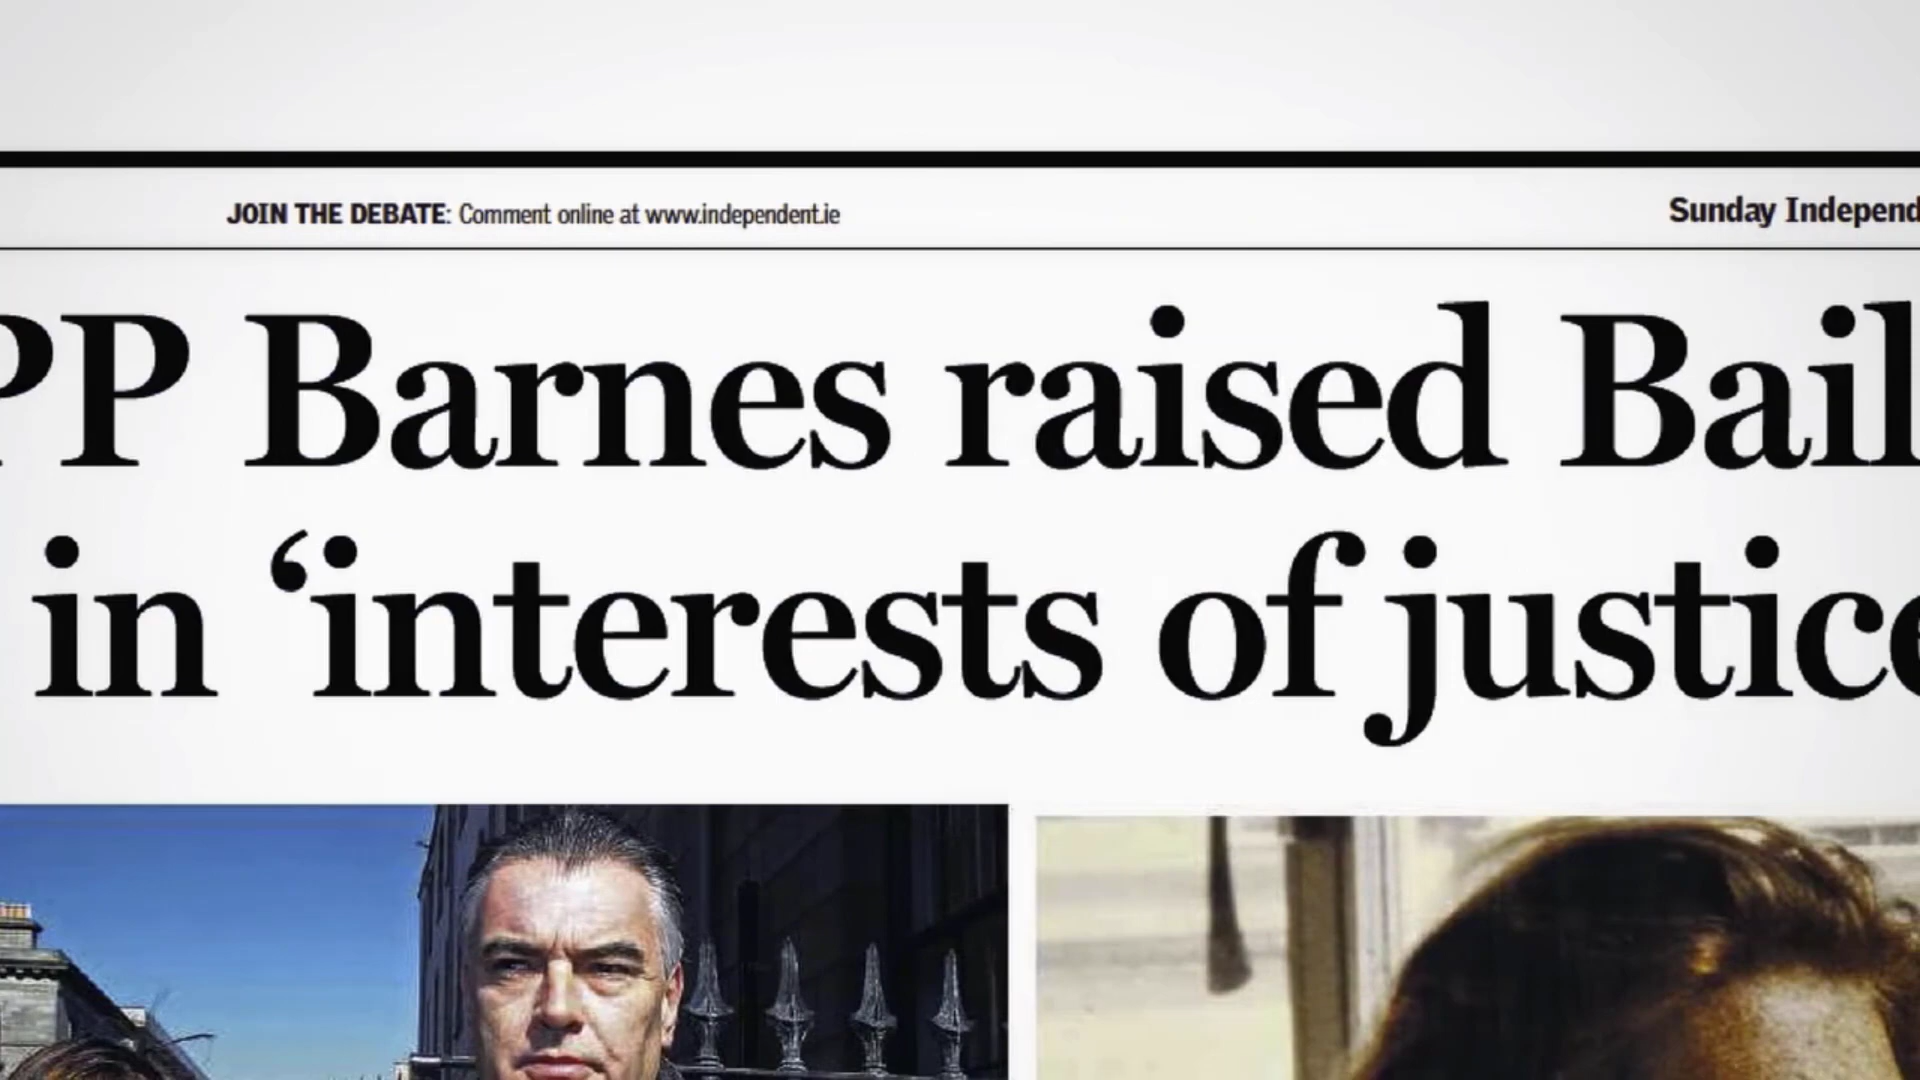 JOIN THE DEBATE: Comment online at www.independent.ie
Sunday Independ
PP Barnes raised Bail
in ‘interests of justice